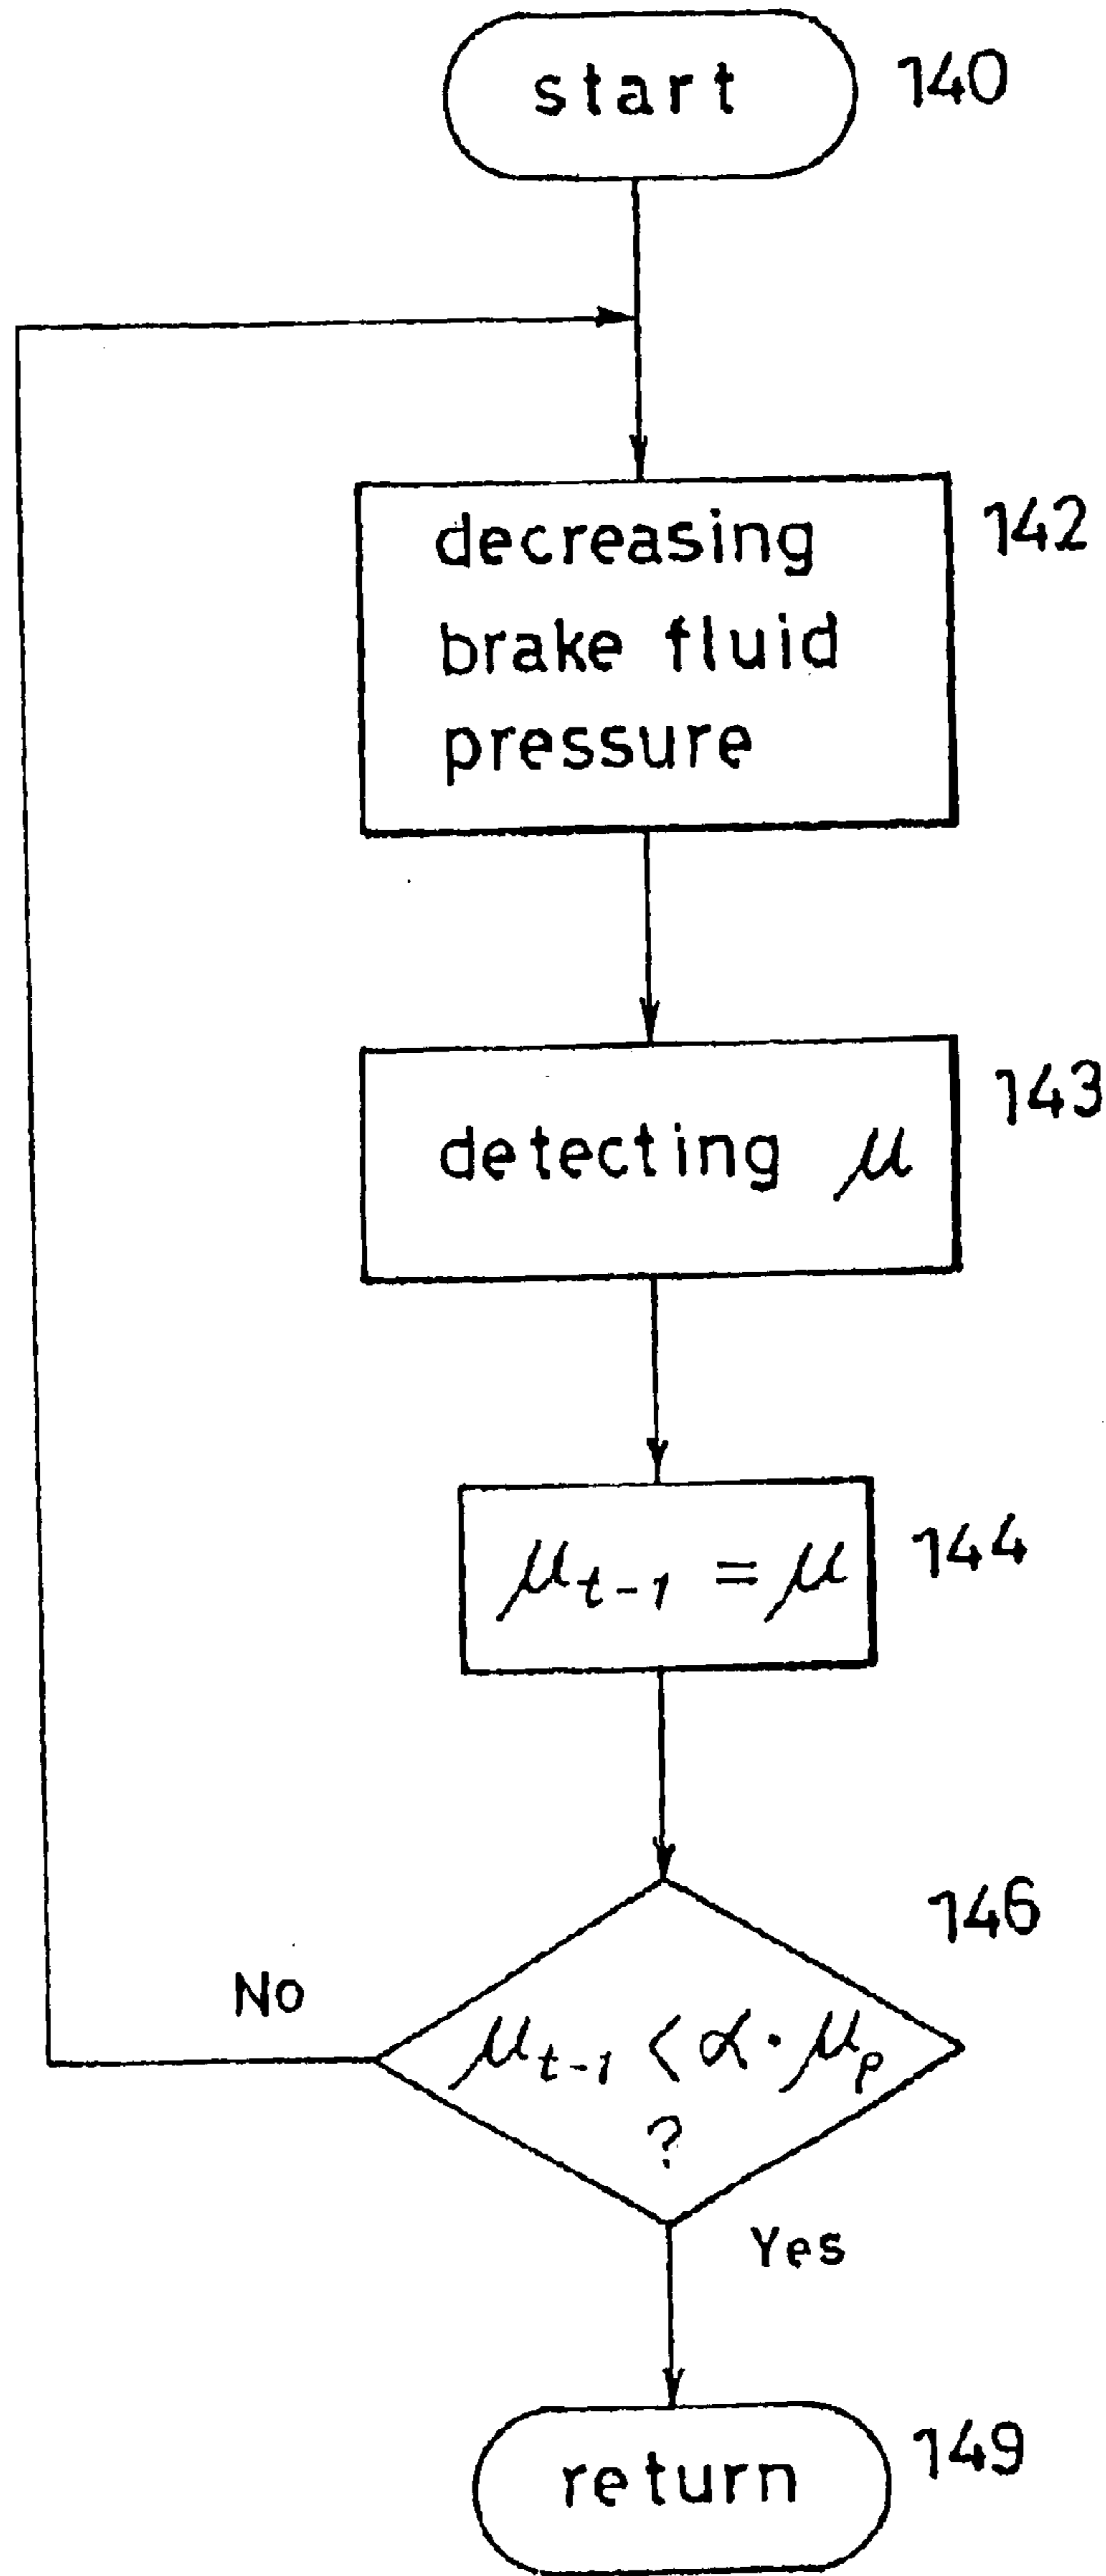 start
140
decreasing
brake fluid
pressure
142
detecting μ
143
μt-1 = μ
144
146
No
μt-1 < α · μp
?
Yes
return
149